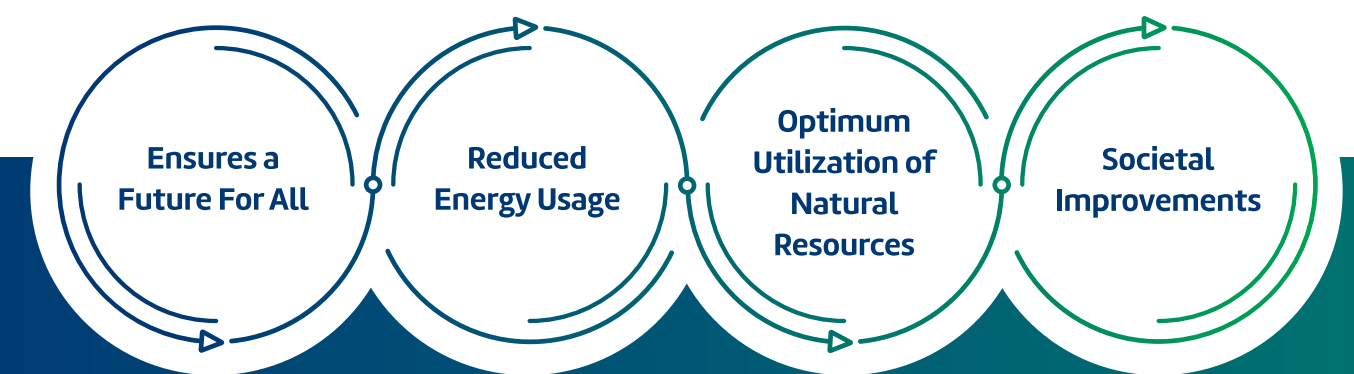 Ensures a
Future For All
Reduced
Energy Usage
Optimum
Utilization of
Natural
Resources
Societal
Improvements